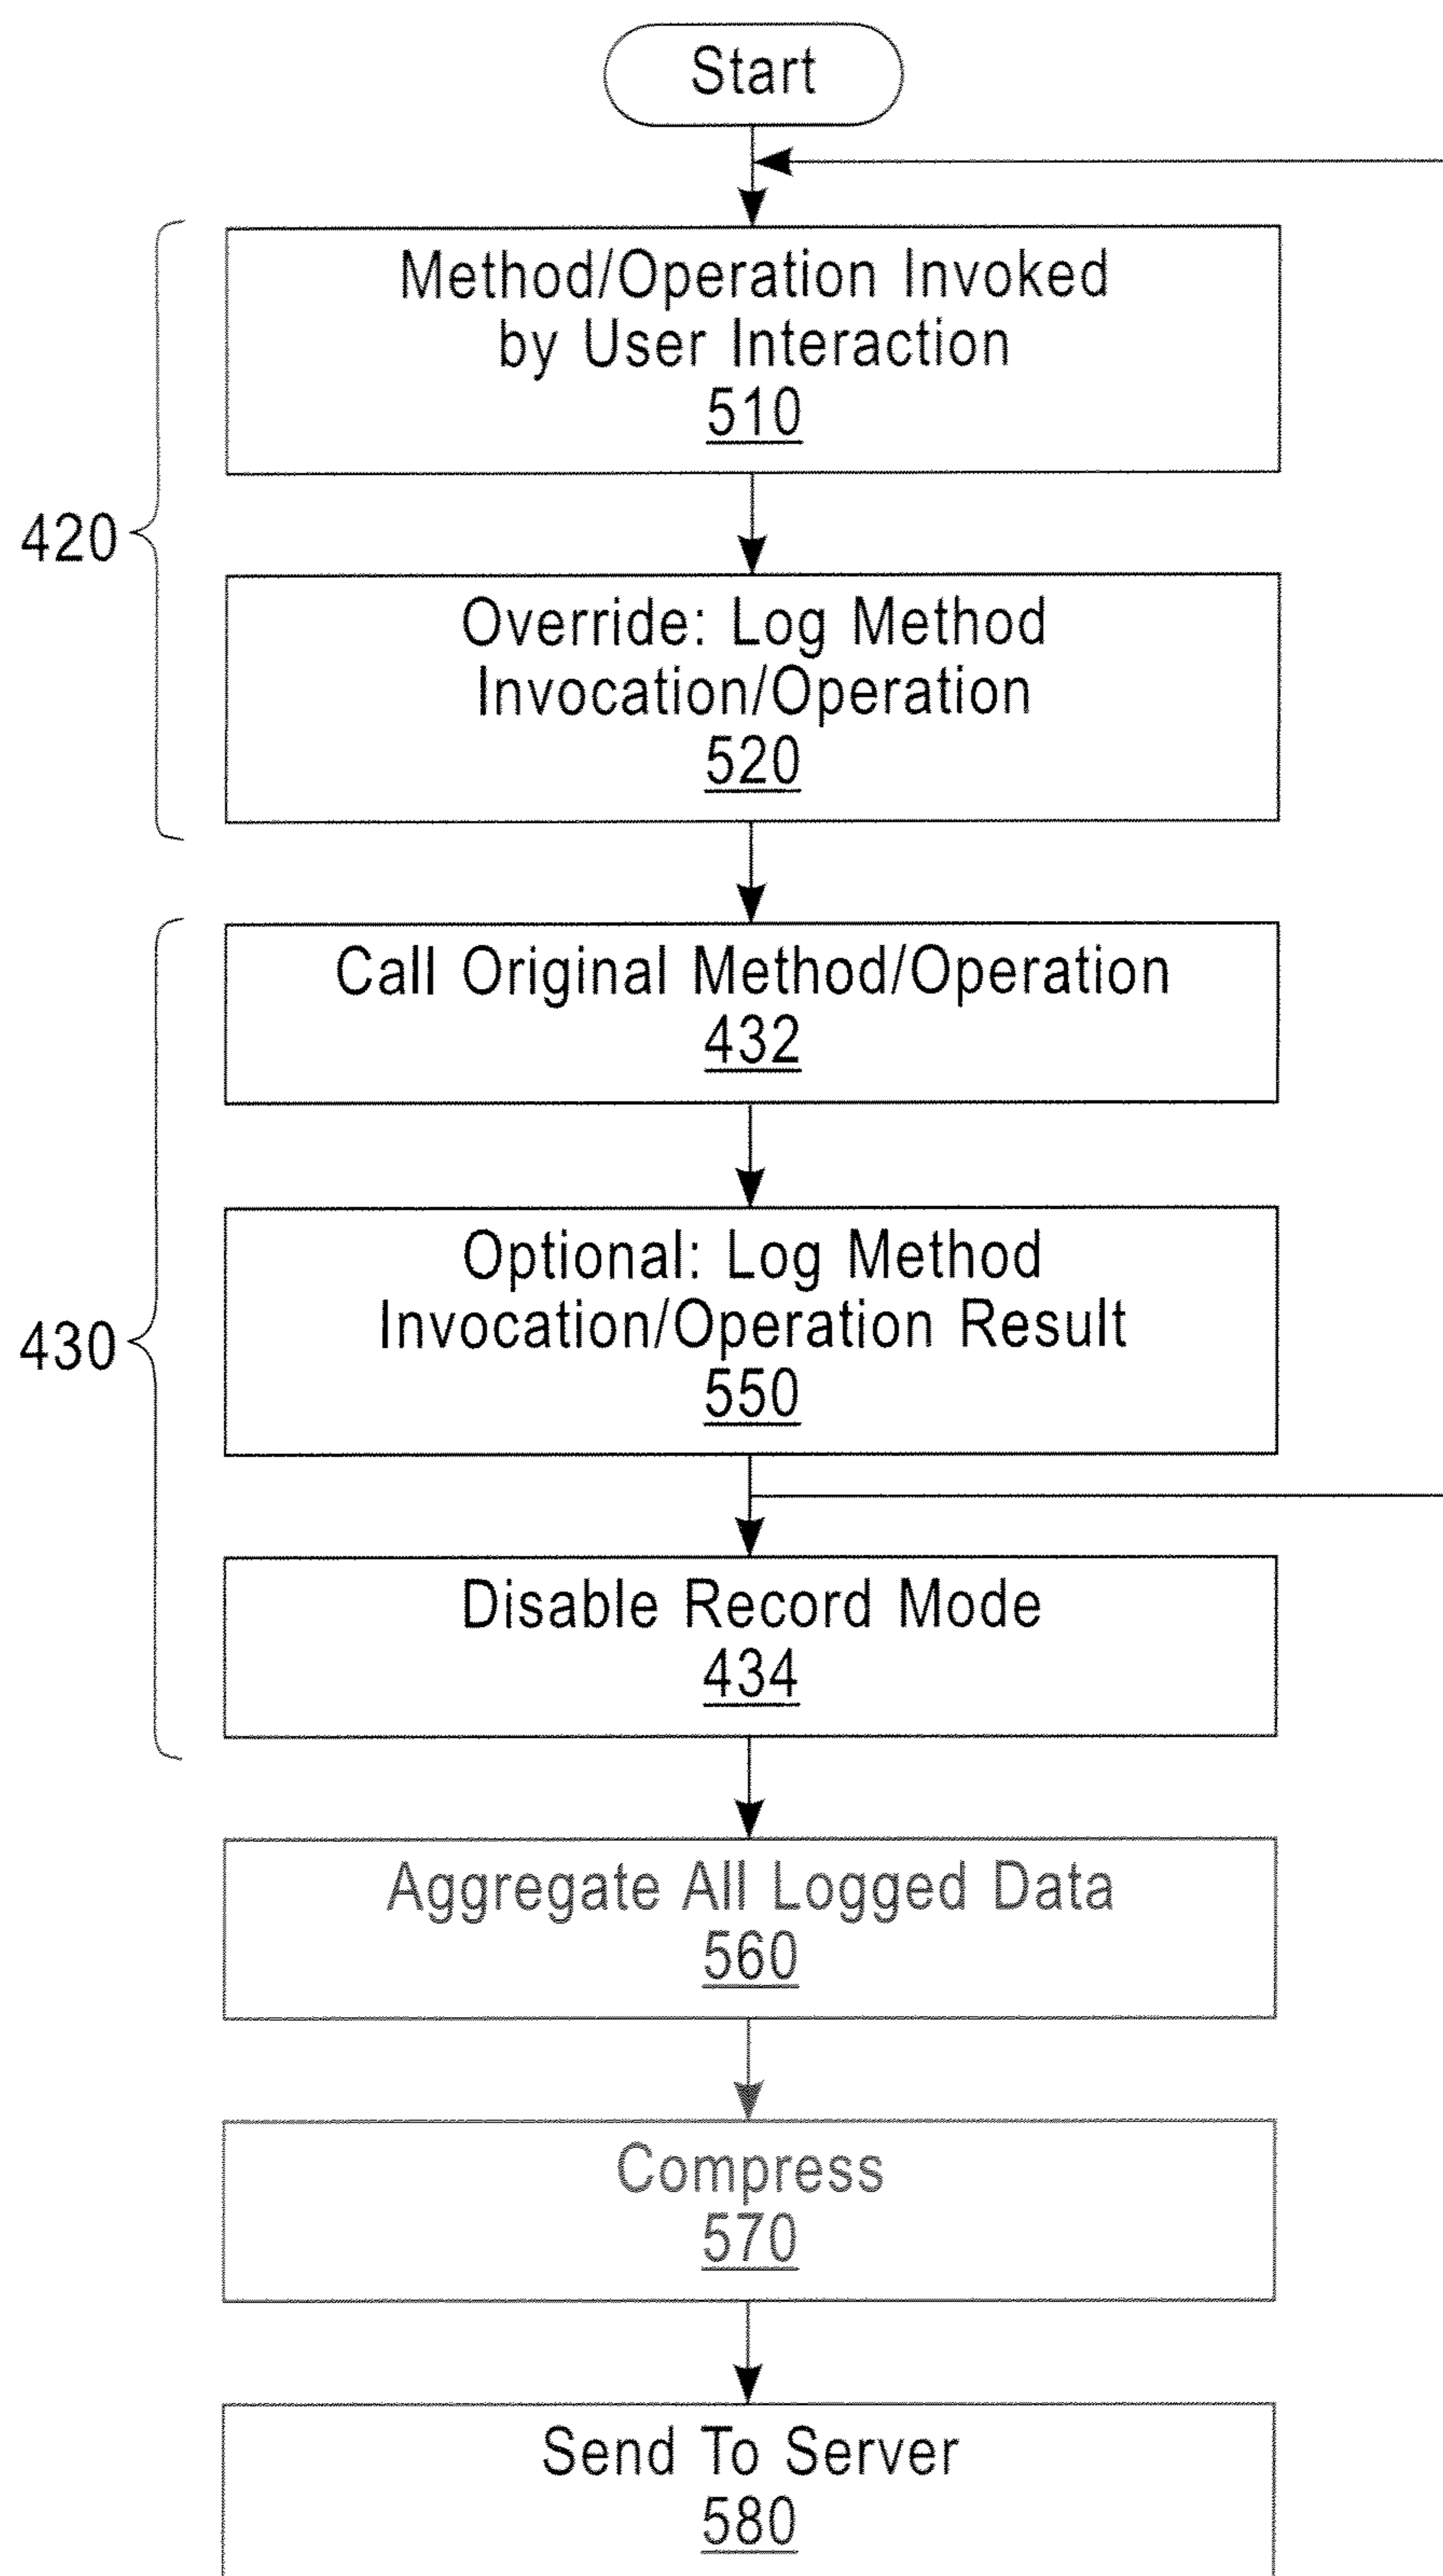 Start
Method/Operation Invoked
by User Interaction
510
420
Override: Log Method
Invocation/Operation
520
Call Original Method/Operation
432
Optional: Log Method
Invocation/Operation Result
550
430
Disable Record Mode
434
Aggregate All Logged Data
560
Compress
570
Send To Server
580